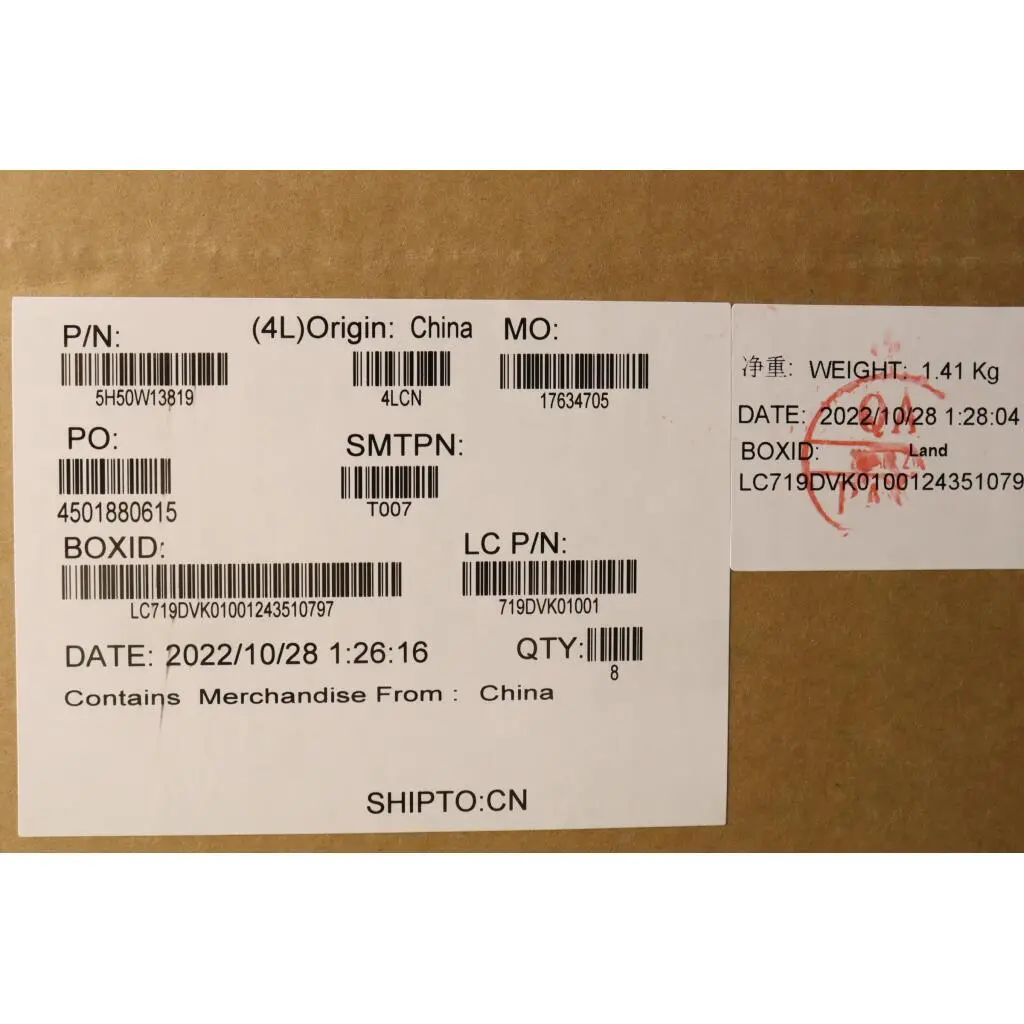 P/N: (4L)Origin: China MO:
5H50W13819 4LCN 17634705
PO: SMTPN:
4501880615 T007
BOXID: LC P/N:
LC719DVK01001243510797 719DVK01001
DATE: 2022/10/28 1:26:16 QTY:
8
Contains Merchandise From : China
SHIPTO:CN
净重: WEIGHT: 1.41 Kg
DATE: 2022/10/28 1:28:04
BOXID: Land
LC719DVK0100124351079
QA